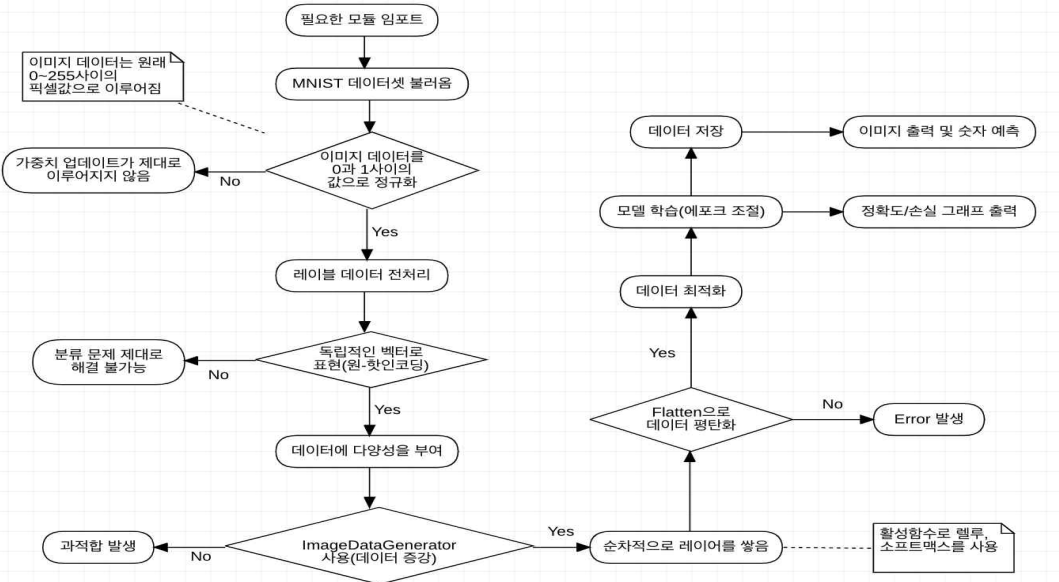 필요한 모듈 임포트
이미지 데이터는 원래
0~255사이의
픽셀값으로 이루어짐
MNIST 데이터셋 불러옴
이미지 데이터를
0과 1사이의
값으로 정규화
No
가중치 업데이트가 제대로
이루어지지 않음
Yes
레이블 데이터 전처리
독립적인 벡터로
표현(원-핫인코딩)
No
분류 문제 제대로
해결 불가능
Yes
데이터에 다양성을 부여
ImageDataGenerator
사용(데이터 증강)
No
과적합 발생
Yes
순차적으로 레이어를 쌓음
활성함수로 렐루,
소프트맥스를 사용
Flatten으로
데이터 평탄화
No
Error 발생
Yes
데이터 최적화
모델 학습(에포크 조절)
정확도/손실 그래프 출력
데이터 저장
이미지 출력 및 숫자 예측